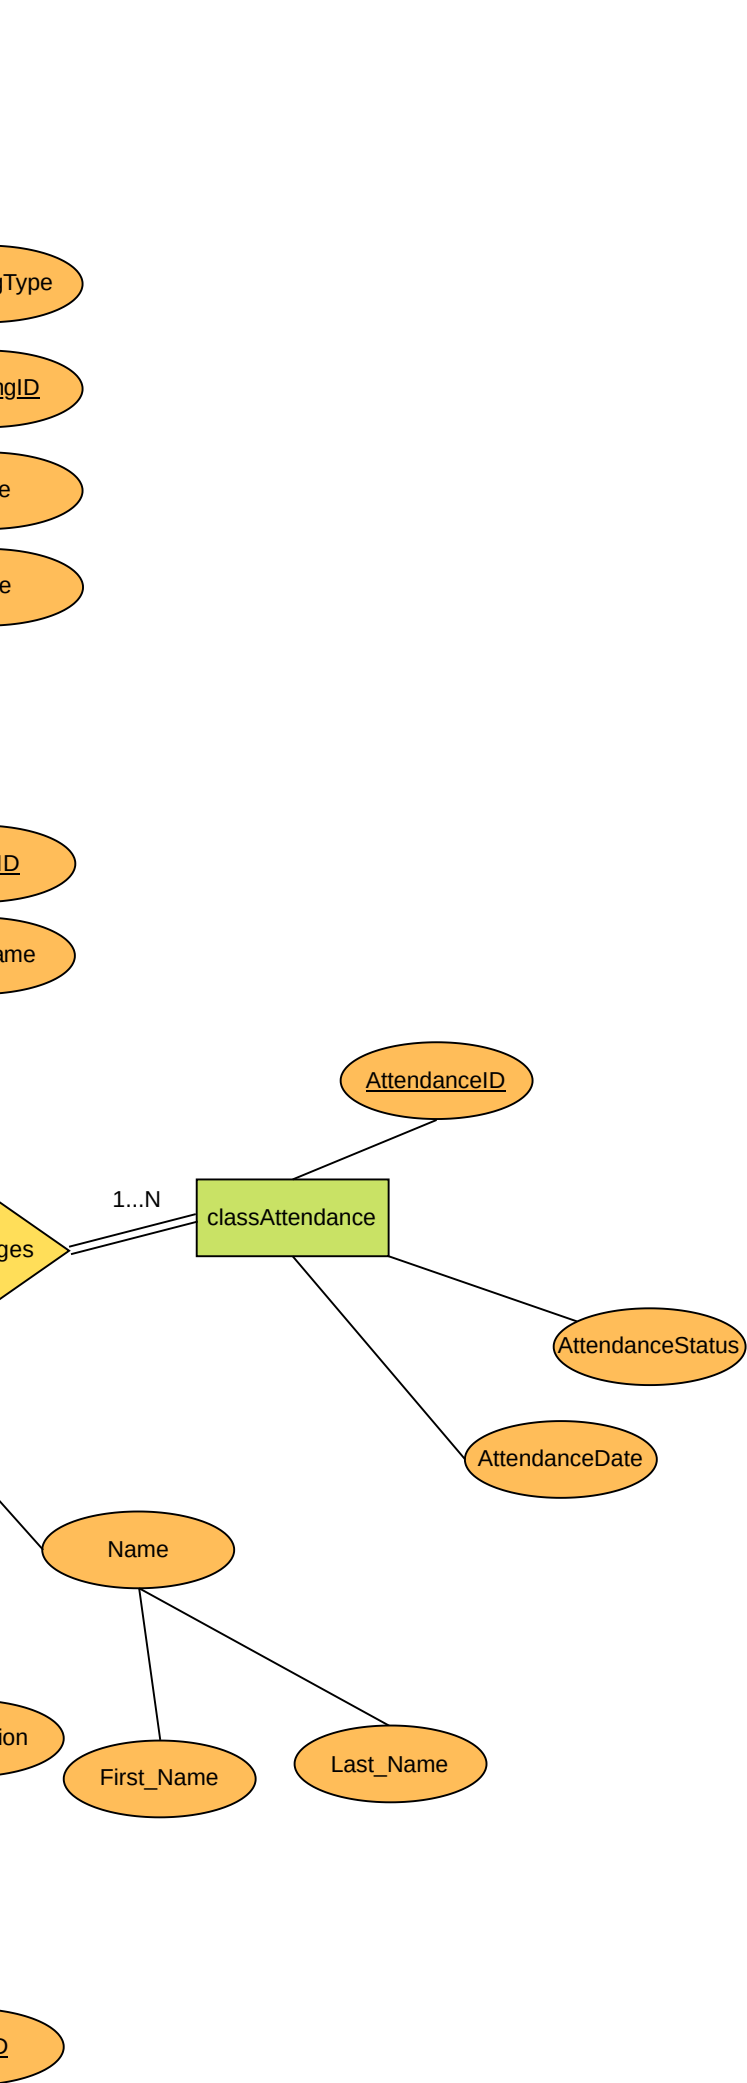 gType
ngID
e
e
ID
ame
AttendanceID
1...N
classAttendance
ges
AttendanceStatus
AttendanceDate
Name
ion
Last_Name
First_Name
D